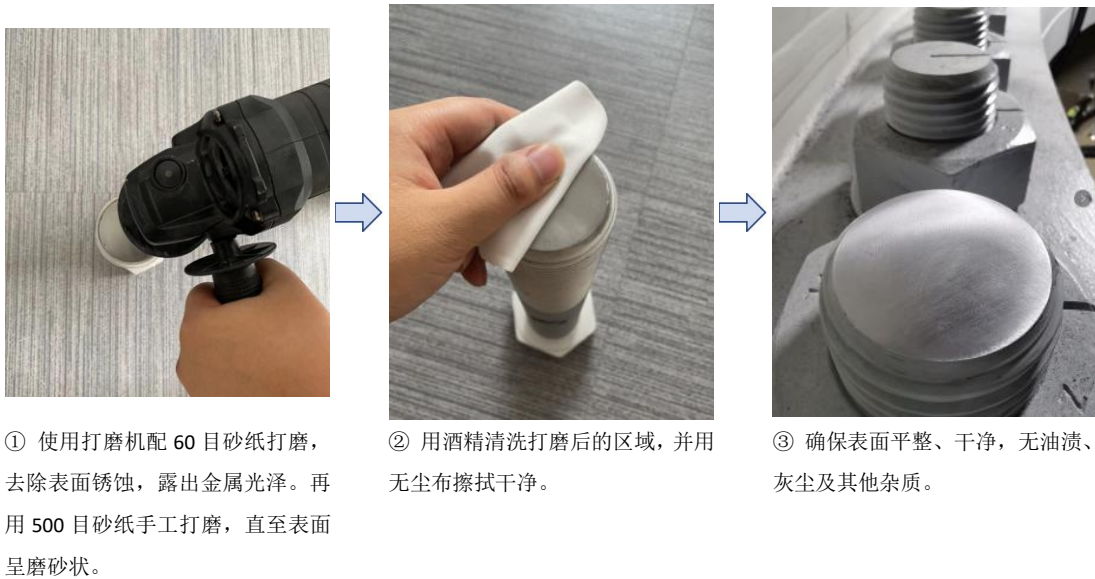 ① 使用打磨机配 60 目砂纸打磨，
去除表面锈蚀，露出金属光泽。再
用 500 目砂纸手工打磨，直至表面
呈磨砂状。
② 用酒精清洗打磨后的区域，并用
无尘布擦拭干净。
③ 确保表面平整、干净，无油渍、
灰尘及其他杂质。